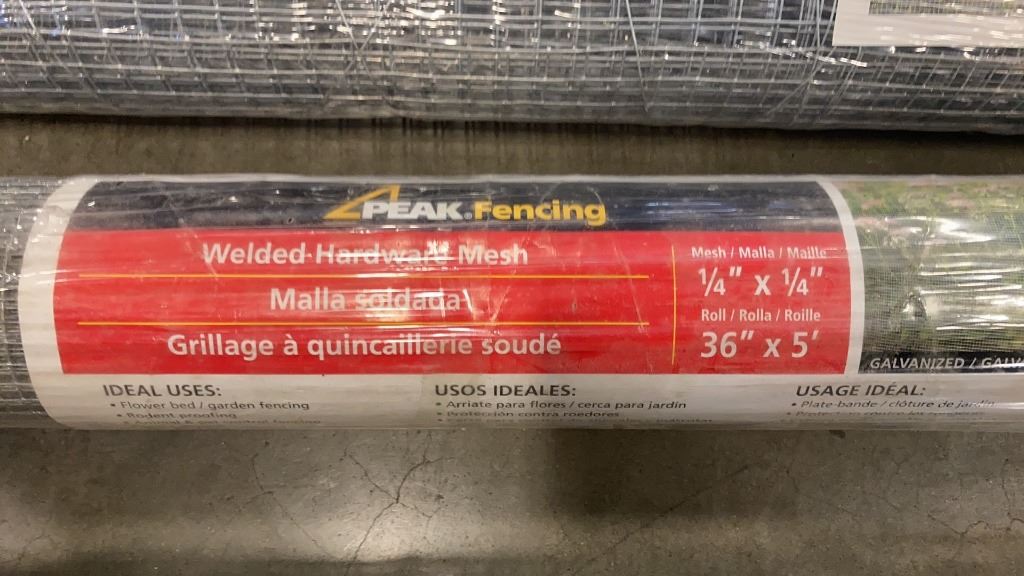 PEAK® Fencing
Welded Hardware Mesh
Malla soldada
Grillage à quincaillerie soudé
Mesh / Malla / Maille
¼" x ¼"
Roll / Rolla / Roille
36" x 5'
GALVANIZED / GALV
IDEAL USES:
• Flower bed / garden fencing
• Rodent proofing
USOS IDEALES:
• Arriate para flores / cerca para jardín
• Protección contra roedores
USAGE IDÉAL:
• Plate-bande / clôture de jardin